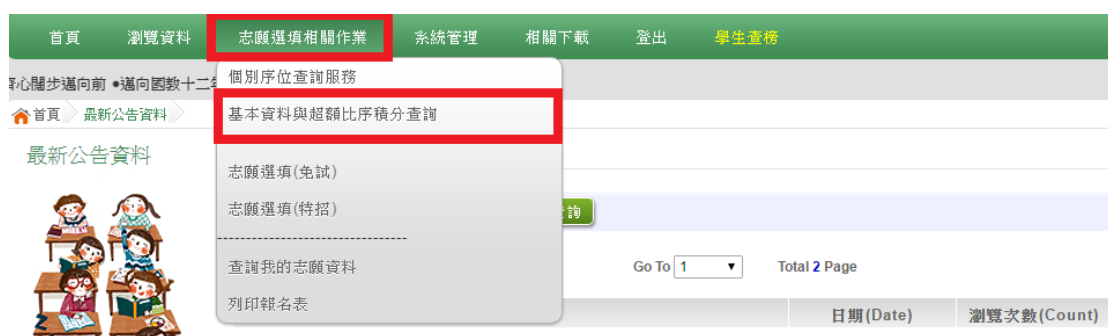 首頁 瀏覽資料 志願選填相關作業 系統管理 相關下載 登出 學生查榜
心闊步邁向前 •邁向國教十二
個別序位查詢服務
首頁 最新公告資料
基本資料與超額比序積分查詢
最新公告資料
志願選填(免試)
志願選填(特招)
詢
--------------------------------
查詢我的志願資料
Go To 1 Total 2 Page
列印報名表
日期(Date) 瀏覽次數(Count)